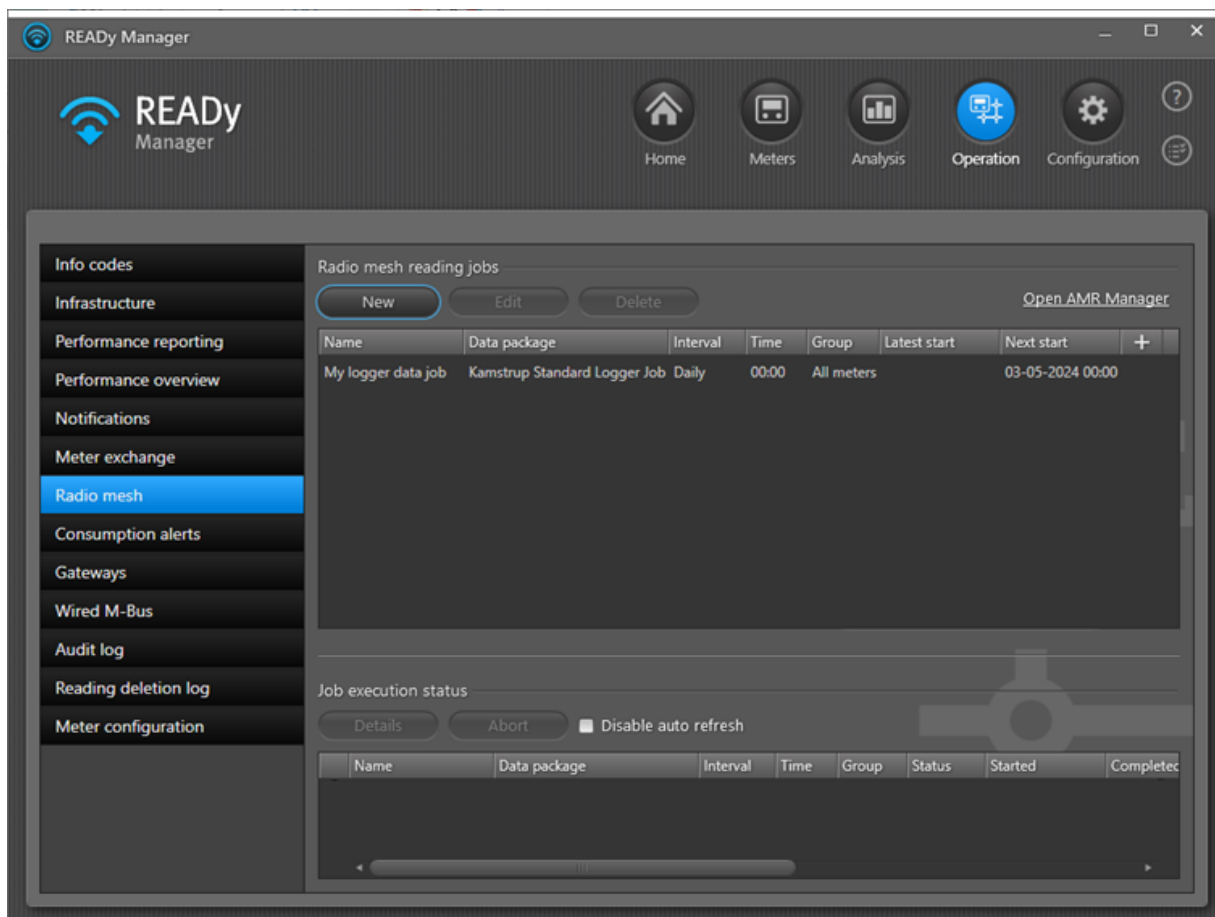 READy Manager
READy
Manager
Home Meters Analysis Operation Configuration
?
Info codes
Infrastructure
Performance reporting
Performance overview
Notifications
Meter exchange
Radio mesh
Consumption alerts
Gateways
Wired M-Bus
Audit log
Reading deletion log
Meter configuration
Radio mesh reading jobs
New Edit Delete Open AMR Manager
Name Data package Interval Time Group Latest start Next start +
My logger data job Kamstrup Standard Logger Job Daily 00:00 All meters 03-05-2024 00:00
Job execution status
Details Abort Disable auto refresh
Name Data package Interval Time Group Status Started Completed